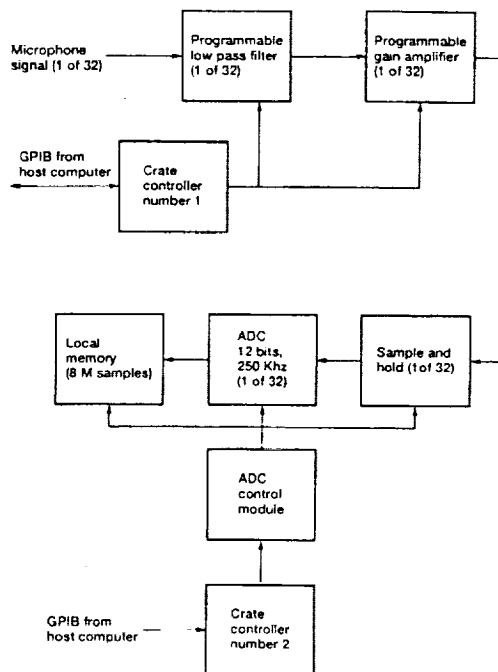 Microphone
signal (1 of 32)
Programmable
low pass filter
(1 of 32)
Programmable
gain amplifier
(1 of 32)
GPIB from
host computer
Crate
controller
number 1
Local
memory
(8 M samples)
ADC
12 bits,
250 Khz
(1 of 32)
Sample and
hold (1of 32)
ADC
control
module
GPIB from
host computer
Crate
controller
number 2